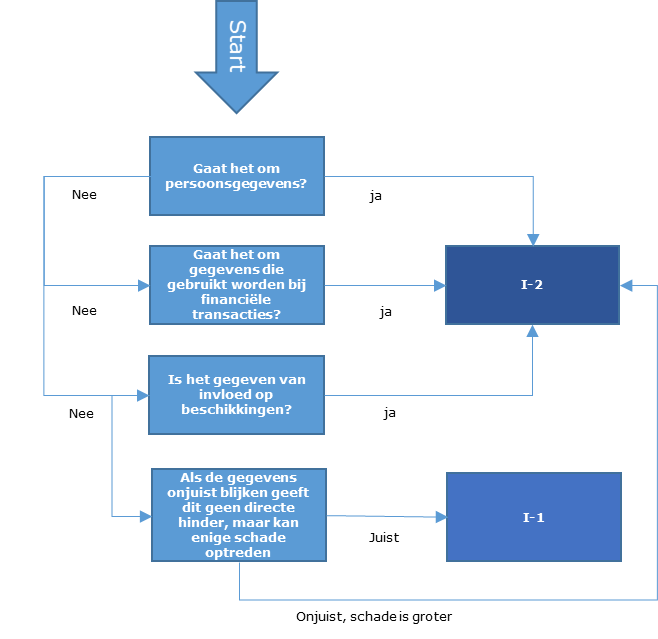 Start
Gaat het om
persoonsgegevens?
Nee
ja
Gaat het om
gegevens die
gebruikt worden bij
financiële
transacties?
I-2
Nee
ja
Is het gegeven van
invloed op
beschikkingen?
Nee
ja
Als de gegevens
onjuist blijken geeft
dit geen directe
hinder, maar kan
enige schade
optreden
Juist
I-1
Onjuist, schade is groter